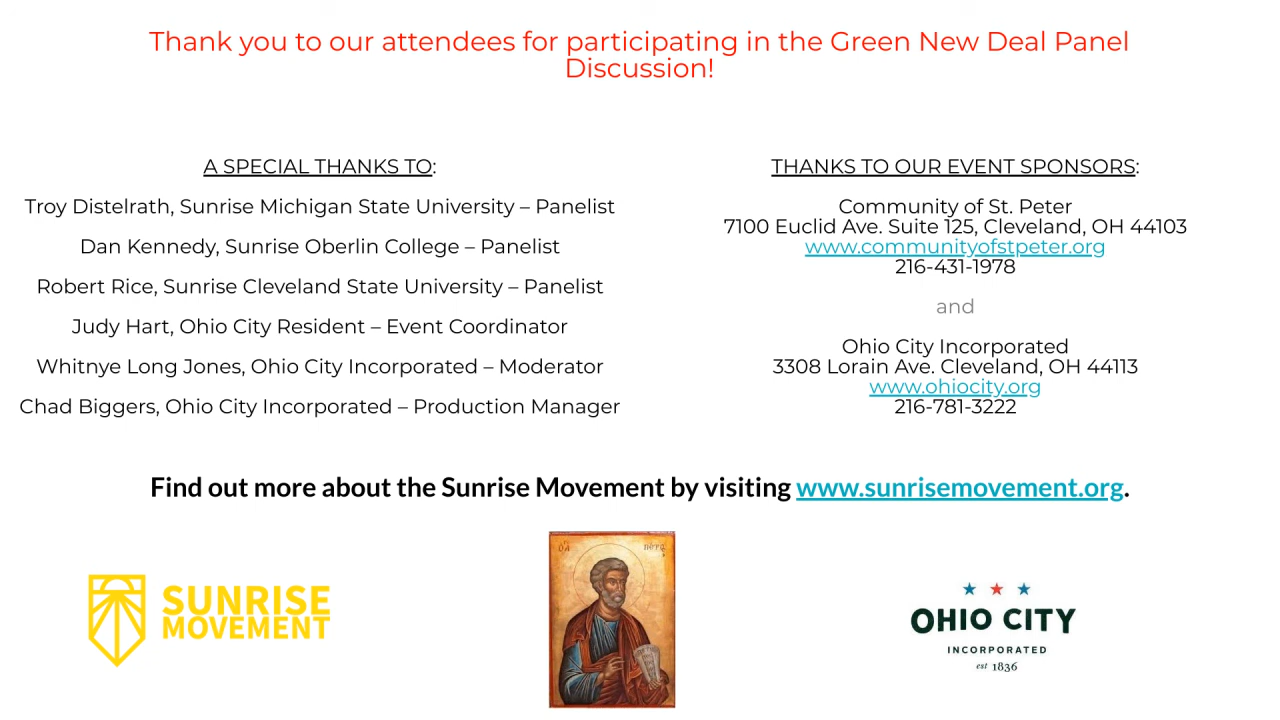 Thank you to our attendees for participating in the Green New Deal Panel
Discussion!
A SPECIAL THANKS TO:
Troy Distelrath, Sunrise Michigan State University – Panelist
Dan Kennedy, Sunrise Oberlin College – Panelist
Robert Rice, Sunrise Cleveland State University – Panelist
Judy Hart, Ohio City Resident – Event Coordinator
Whitnye Long Jones, Ohio City Incorporated – Moderator
Chad Biggers, Ohio City Incorporated – Production Manager
THANKS TO OUR EVENT SPONSORS:
Community of St. Peter
7100 Euclid Ave. Suite 125, Cleveland, OH 44103
www.communityofstpeter.org
216-431-1978
and
Ohio City Incorporated
3308 Lorain Ave. Cleveland, OH 44113
www.ohiocity.org
216-781-3222
Find out more about the Sunrise Movement by visiting www.sunrisemovement.org.
SUNRISE
MOVEMENT
OHIO CITY
INCORPORATED
est 1836